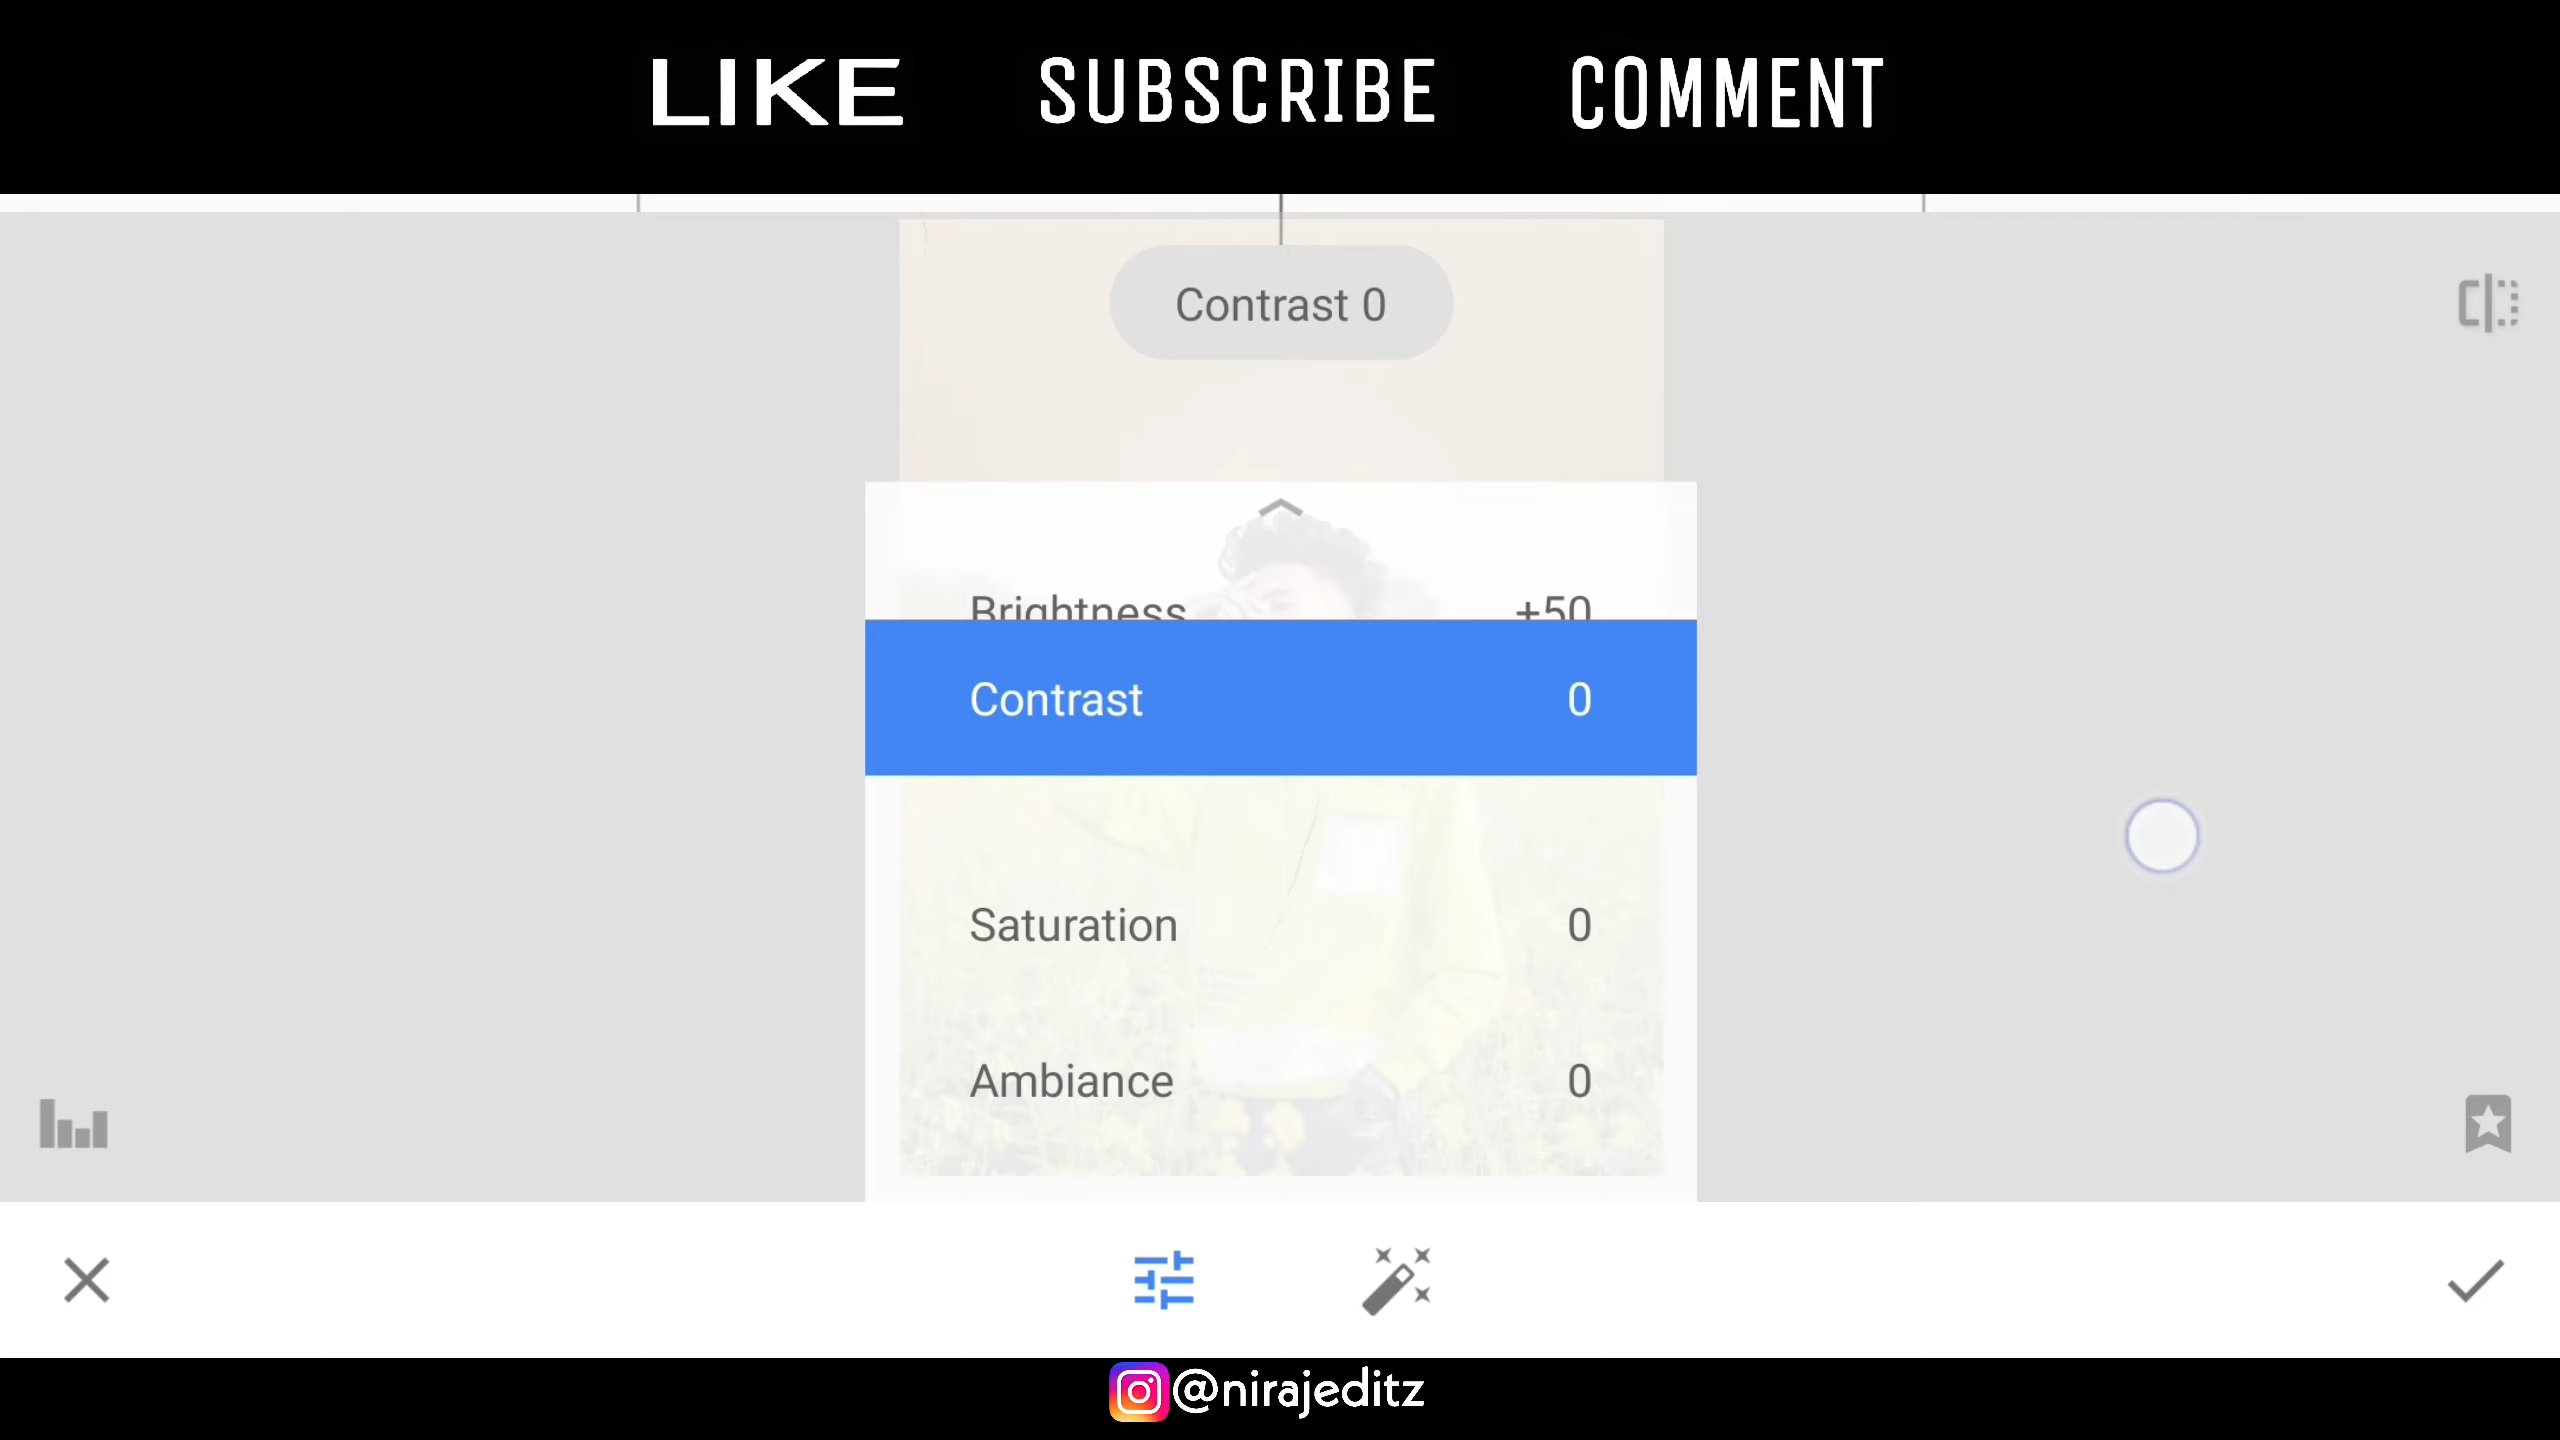 LIKE SUBSCRIBE COMMENT
Contrast 0
Brightness +50
Contrast 0
Saturation 0
Ambiance 0
@nirajeditz